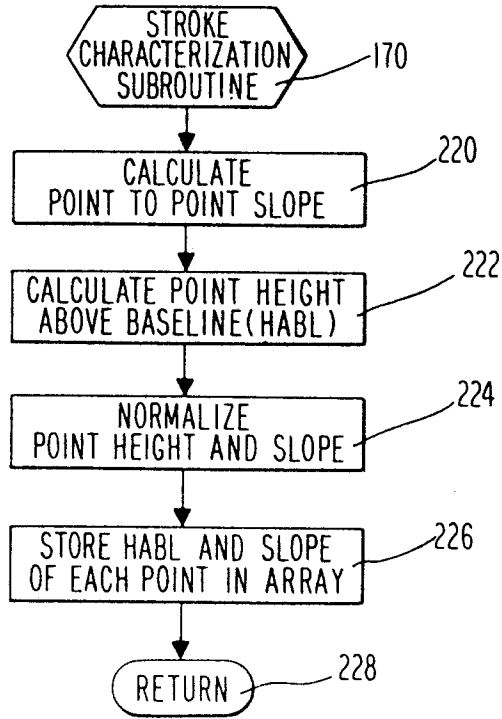 STROKE
CHARACTERIZATION
SUBROUTINE
170
CALCULATE
POINT TO POINT SLOPE
220
CALCULATE POINT HEIGHT
ABOVE BASELINE(HABL)
222
NORMALIZE
POINT HEIGHT AND SLOPE
224
STORE HABL AND SLOPE
OF EACH POINT IN ARRAY
226
RETURN
228